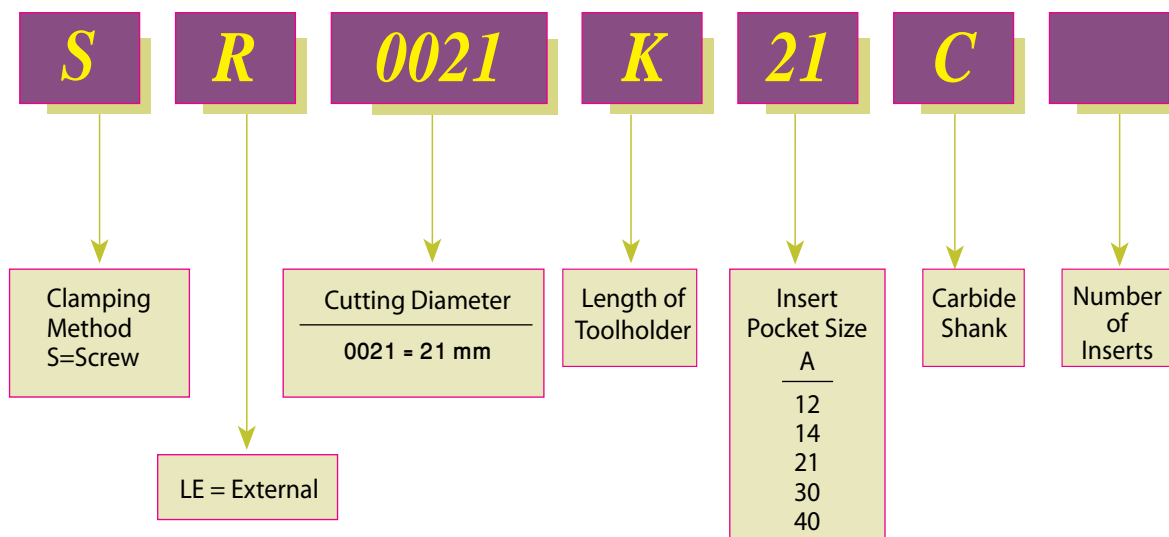 S R 0021 K 21 C
Clamping
Method
S=Screw
LE = External
Cutting Diameter
0021 = 21 mm
Length of
Toolholder
Insert
Pocket Size
A
12
14
21
30
40
Carbide
Shank
Number
of
Inserts